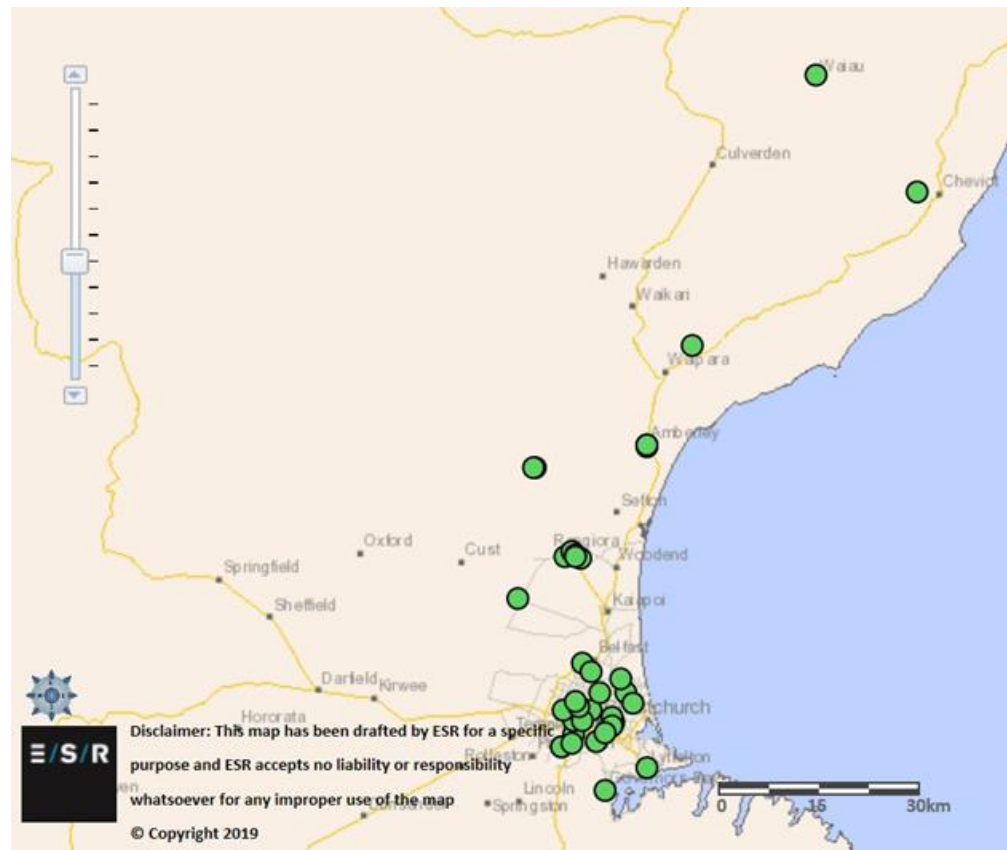 Waiau
Culverden
Cheviot
Hawarden
Waikari
Waipara
Amberley
Sefton
Oxford
Cust
Rangiora
Woodend
Springfield
Sheffield
Kaiapoi
Belfast
Darfield
Kirwee
Hororata
Rolleston
Lincoln
Springston
E/S/R
Disclaimer: This map has been drafted by ESR for a specific
purpose and ESR accepts no liability or responsibility
whatsoever for any improper use of the map
© Copyright 2019
0 15 30km